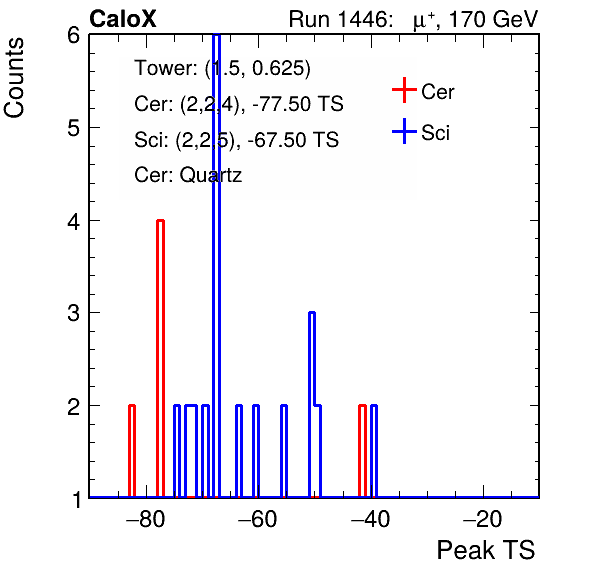 CaloX Run 1446: μ⁺, 170 GeV
Counts
Tower: (1.5, 0.625)
Cer: (2,2,4), -77.50 TS
Sci: (2,2,5), -67.50 TS
Cer: Quartz
Cer
Sci
6
5
4
3
2
1
−80 −60 −40 −20
Peak TS